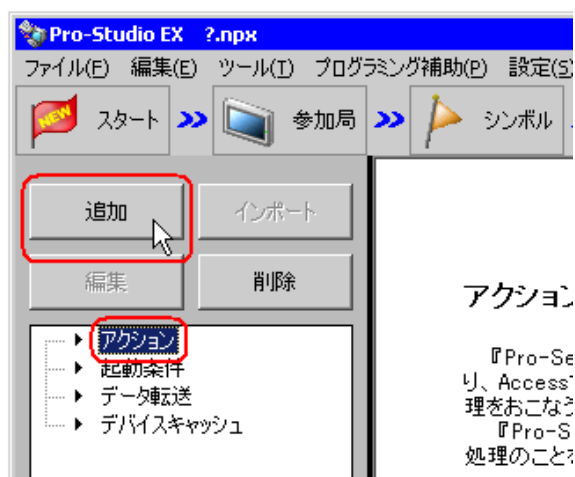 Pro-Studio EX ?.npx
ファイル(F) 編集(E) ツール(T) プログラミング補助(P) 設定(S)
NEW スタート 参加局 シンボル
追加 インポート
編集 削除
アクション
起動条件
データ転送
デバイスキャッシュ
アクション
『Pro-Se
り、Access
理をおこなう
『Pro-S
処理のことを